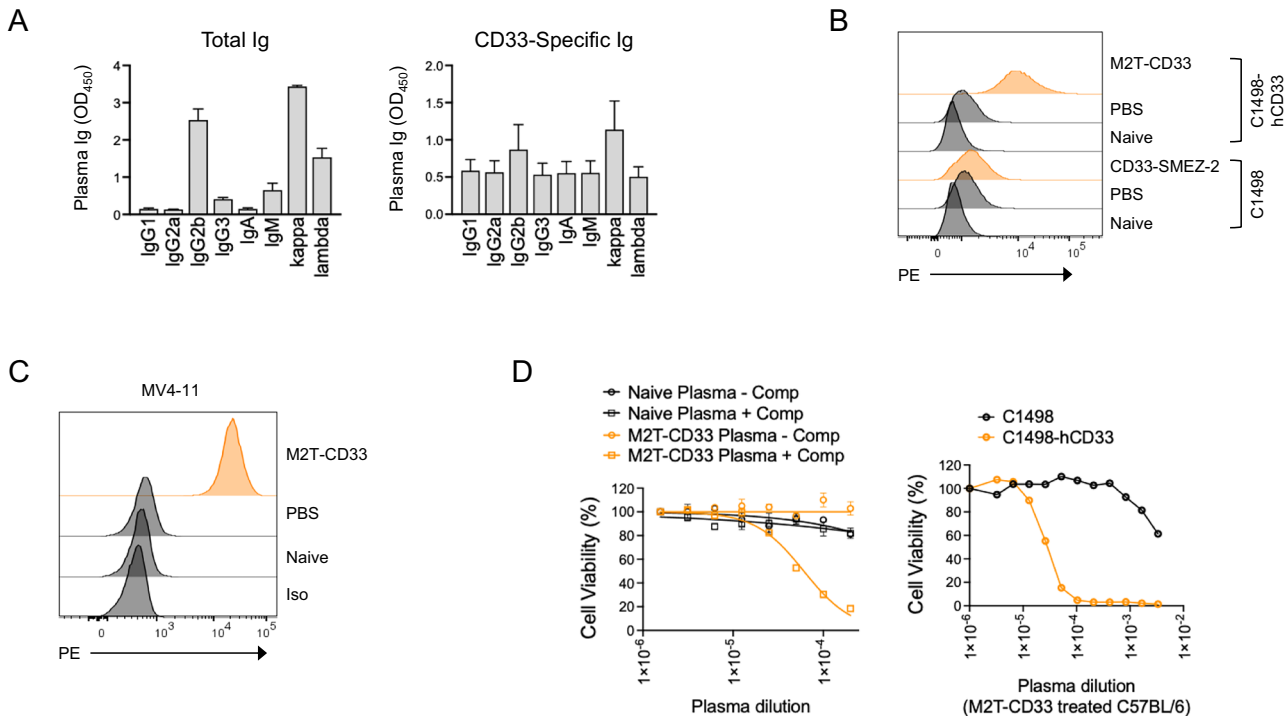 A
Total Ig
Plasma Ig (OD450)
4
3
2
1
0
IgG1
IgG2a
IgG2b
IgG3
IgA
IgM
kappa
lambda
CD33-Specific Ig
Plasma Ig (OD450)
2.0
1.5
1.0
0.5
0.0
IgG1
IgG2a
IgG2b
IgG3
IgA
IgM
kappa
lambda
B
M2T-CD33
PBS
Naive
CD33-SMEZ-2
PBS
Naive
C1498-
hCD33
C1498
0
10^4
10^5
PE
C
MV4-11
M2T-CD33
PBS
Naive
Iso
0
10^3
10^4
10^5
PE
D
Naive Plasma - Comp
Naive Plasma + Comp
M2T-CD33 Plasma - Comp
M2T-CD33 Plasma + Comp
Cell Viability (%)
120
100
80
60
40
20
0
1×10^-6
1×10^-5
1×10^-4
Plasma dilution
C1498
C1498-hCD33
Cell Viability (%)
120
100
80
60
40
20
0
1×10^-6
1×10^-5
1×10^-4
1×10^-3
1×10^-2
Plasma dilution
(M2T-CD33 treated C57BL/6)